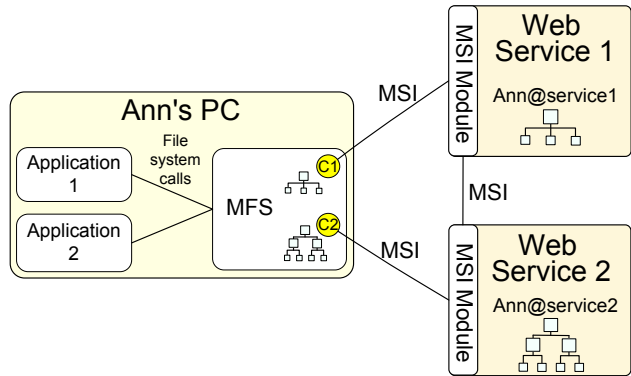 Ann's PC
File
system
calls
Application
1
Application
2
MFS
C1
C2
MSI
MSI
MSI
MSI Module
Web
Service 1
Ann@service1
MSI Module
Web
Service 2
Ann@service2